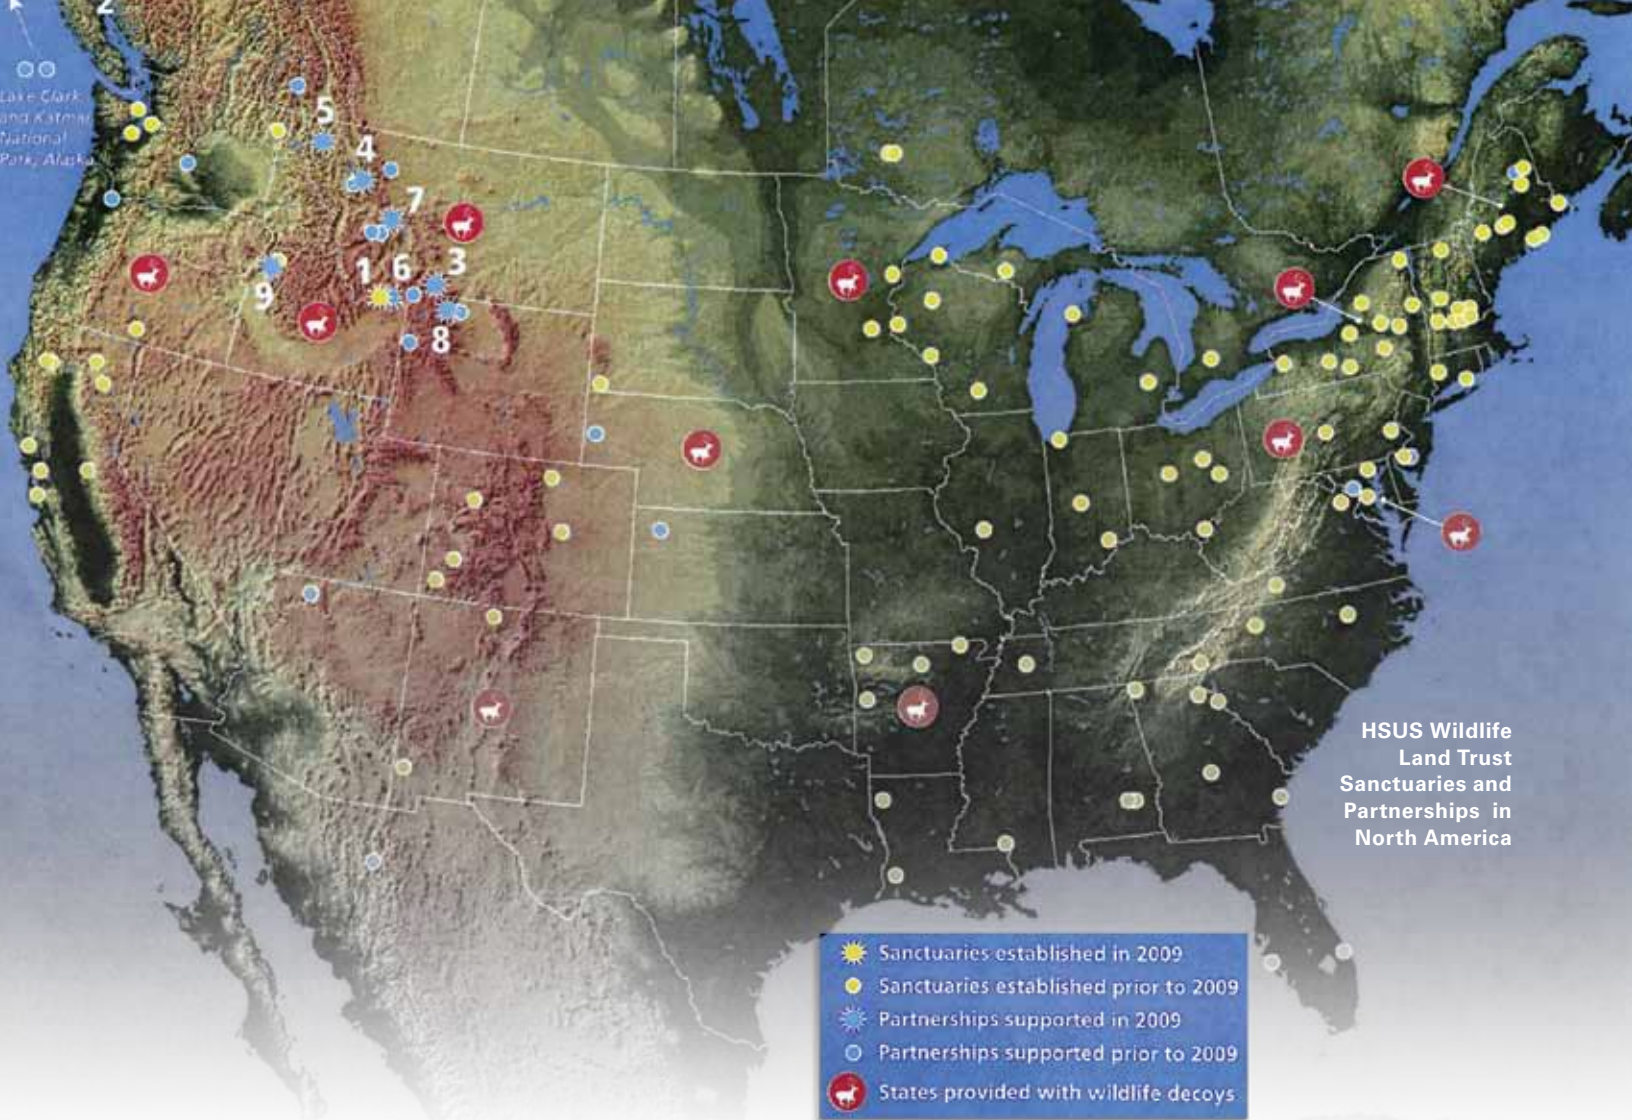 2
Lake Clark
and Katmai
National
Park, Alaska
5
4
7
1
6
3
9
8
HSUS Wildlife
Land Trust
Sanctuaries and
Partnerships in
North America
Sanctuaries established in 2009
Sanctuaries established prior to 2009
Partnerships supported in 2009
Partnerships supported prior to 2009
States provided with wildlife decoys